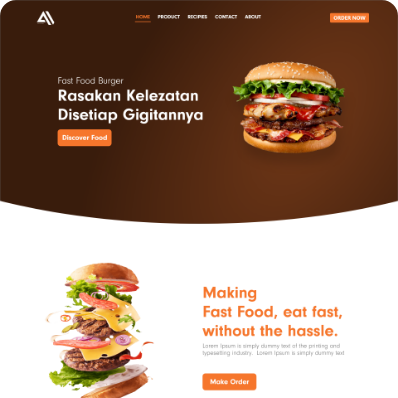 HOME PRODUCT RECIPIES CONTACT ABOUT ORDER NOW
Fast Food Burger
Rasakan Kelezatan
Disetiap Gigitannya
Discover Food
Making
Fast Food, eat fast,
without the hassle.
Lorem Ipsum is simply dummy text of the printing and
typesetting industry. Lorem Ipsum is simply dummy text
Make Order